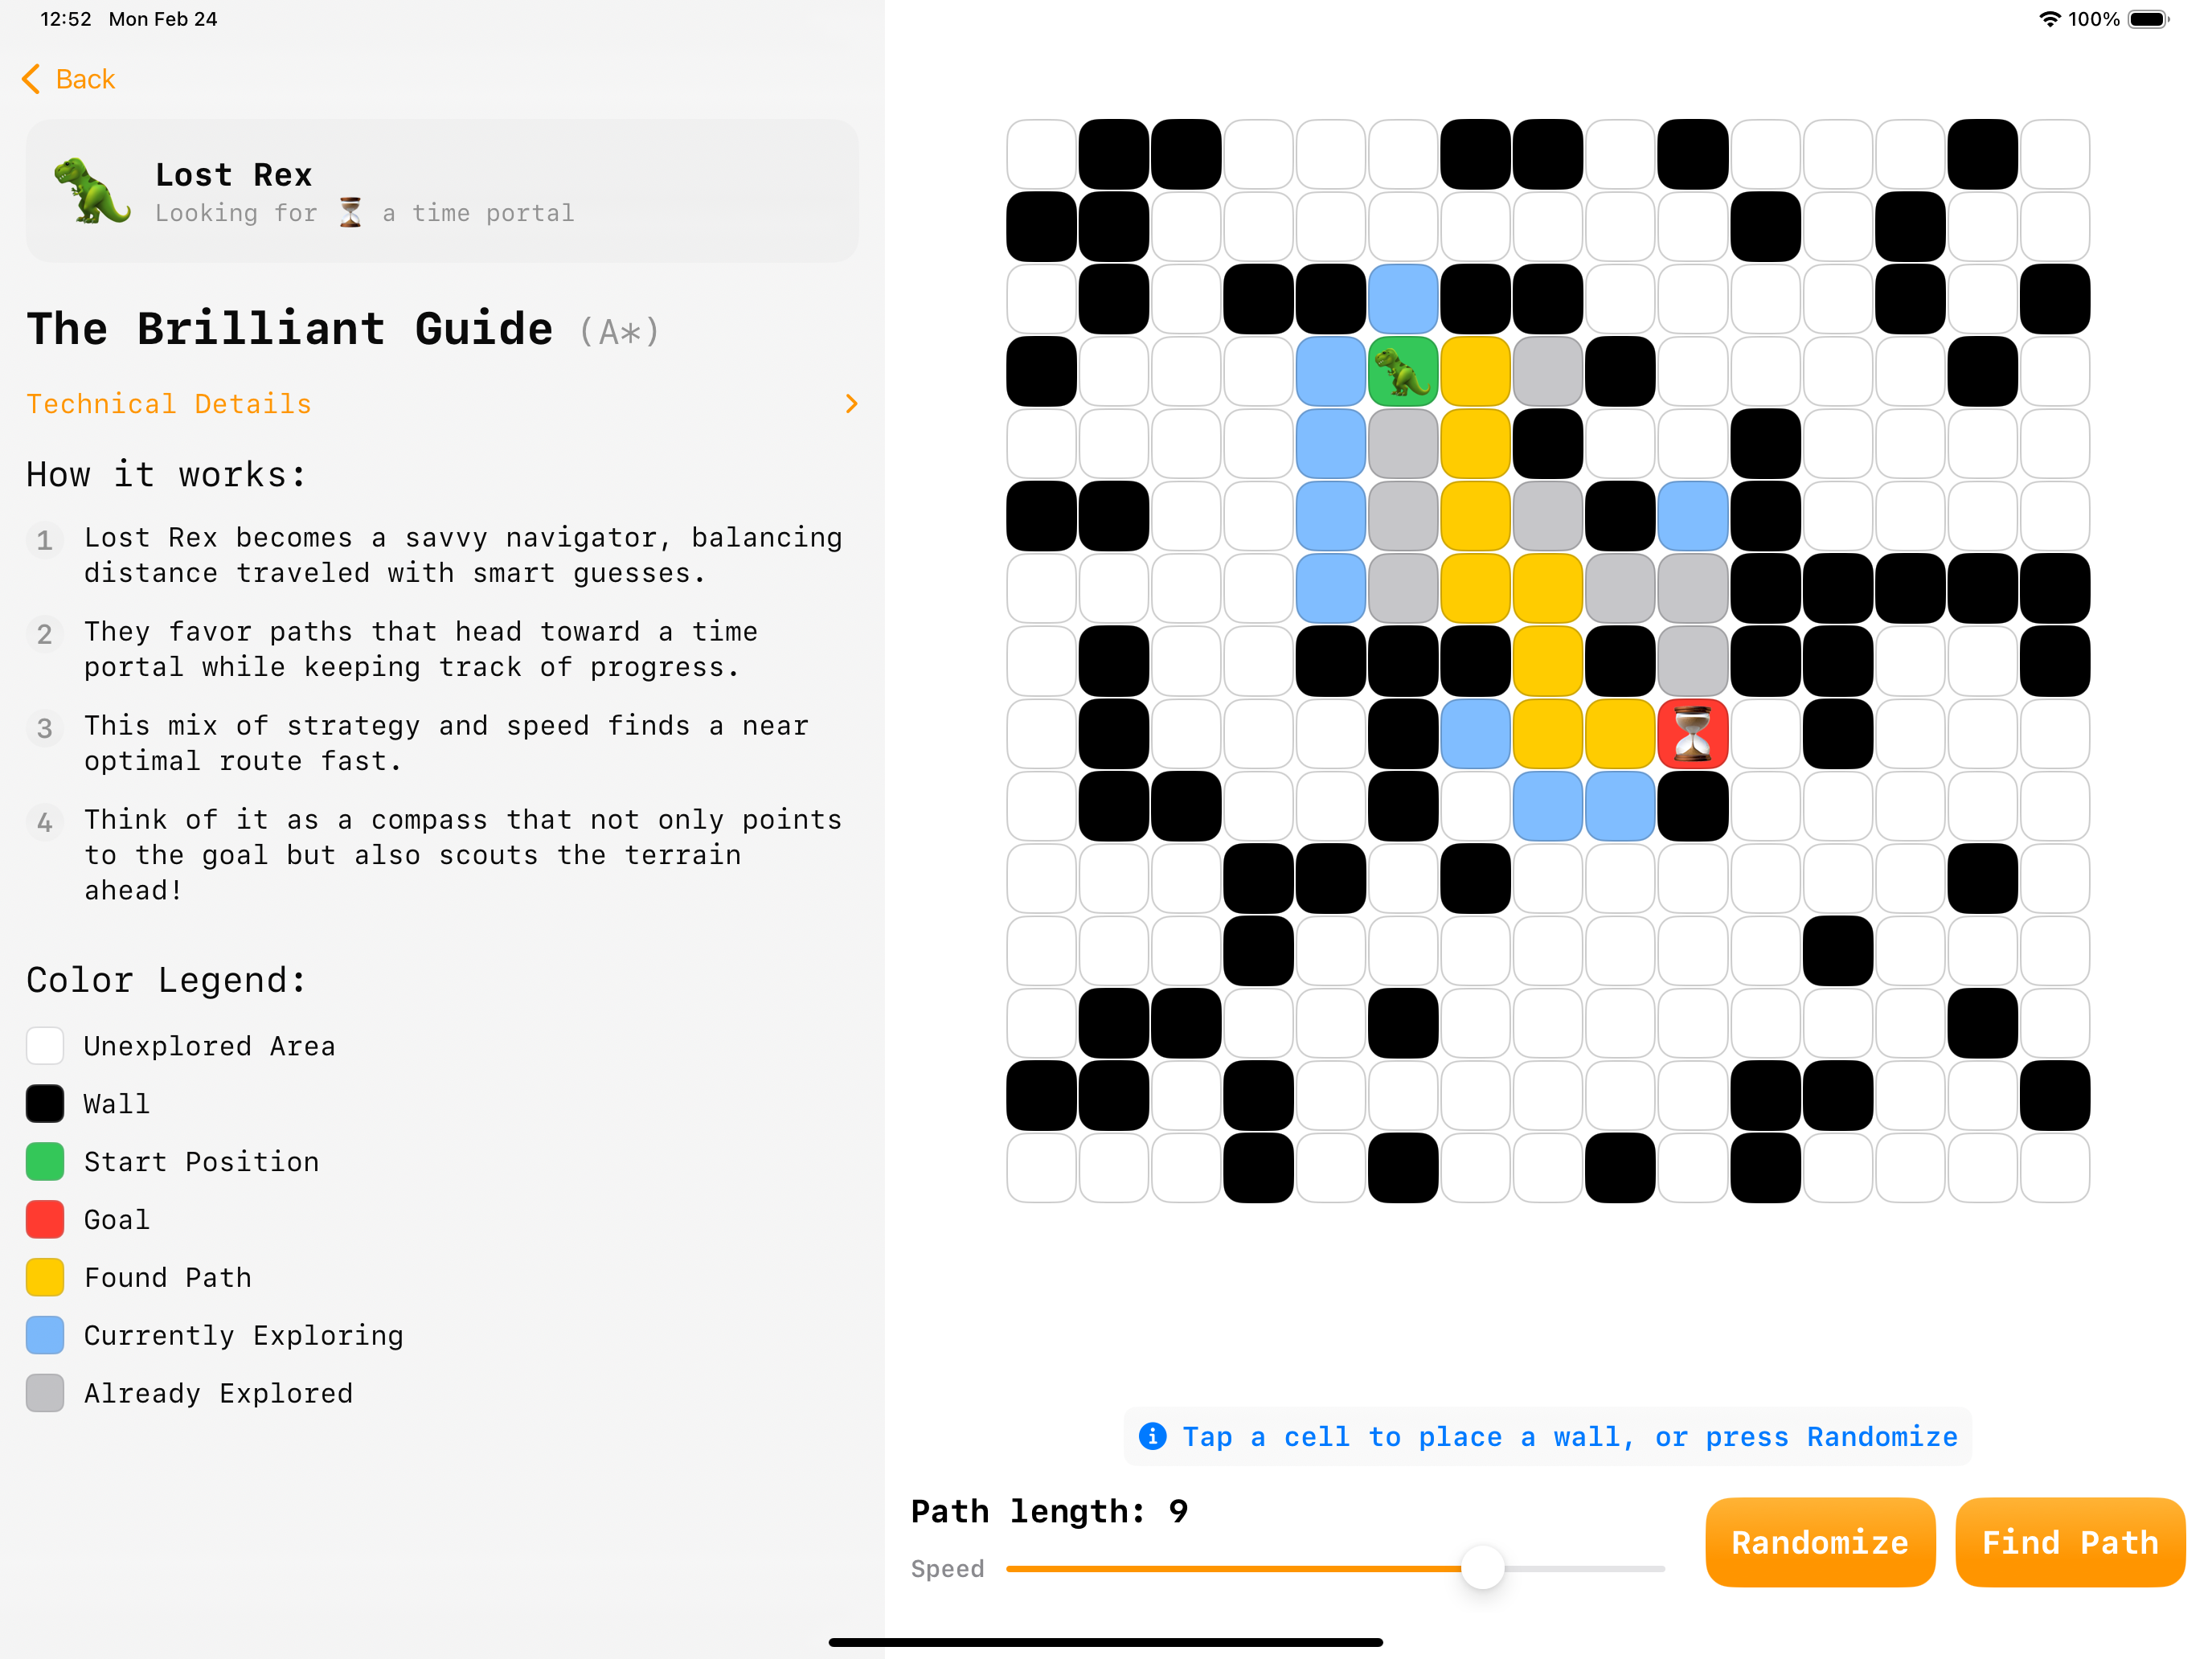 12:52 Mon Feb 24
100%
Back
Lost Rex
Looking for ⏳ a time portal
The Brilliant Guide (A*)
Technical Details
How it works:
1 Lost Rex becomes a savvy navigator, balancing
distance traveled with smart guesses.
2 They favor paths that head toward a time
portal while keeping track of progress.
3 This mix of strategy and speed finds a near
optimal route fast.
4 Think of it as a compass that not only points
to the goal but also scouts the terrain
ahead!
Color Legend:
Unexplored Area
Wall
Start Position
Goal
Found Path
Currently Exploring
Already Explored
Tap a cell to place a wall, or press Randomize
Path length: 9
Speed
Randomize
Find Path